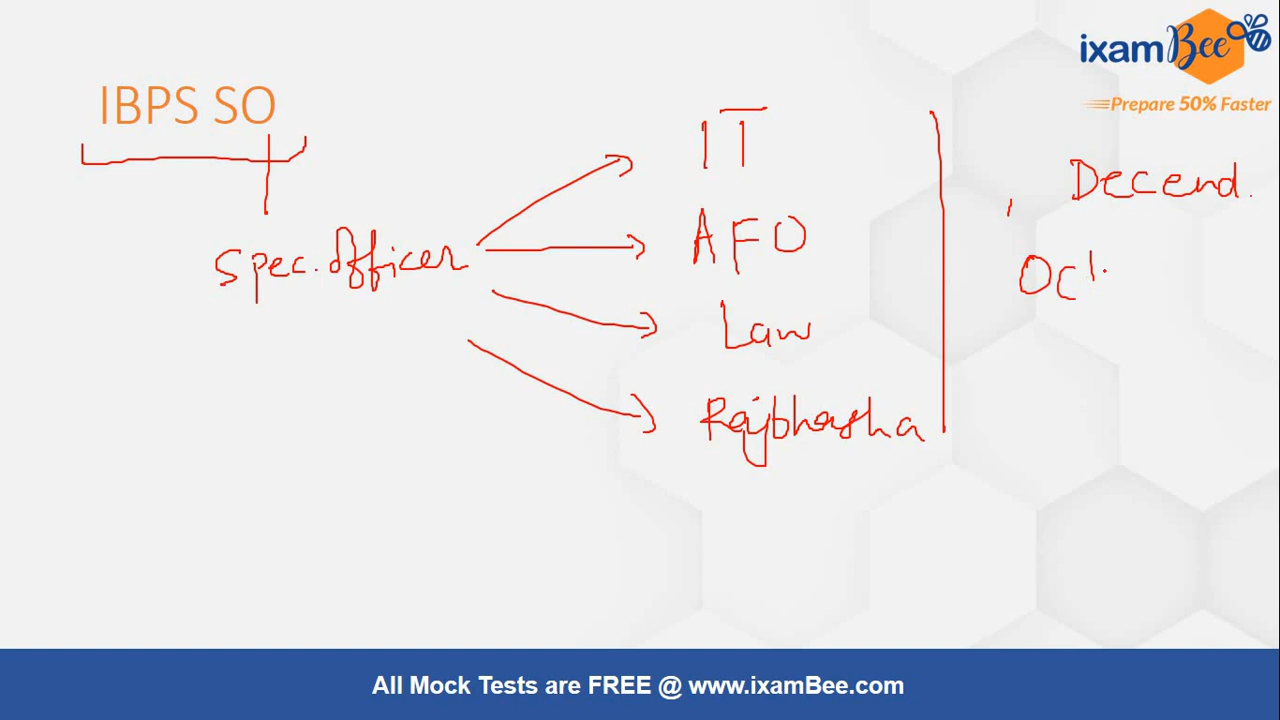 ixamBee
Prepare 50% Faster
IBPS SO
Spec. Officer
IT
AFO
Law
Rajbhasha
Decend.
Oct
All Mock Tests are FREE @ www.ixamBee.com